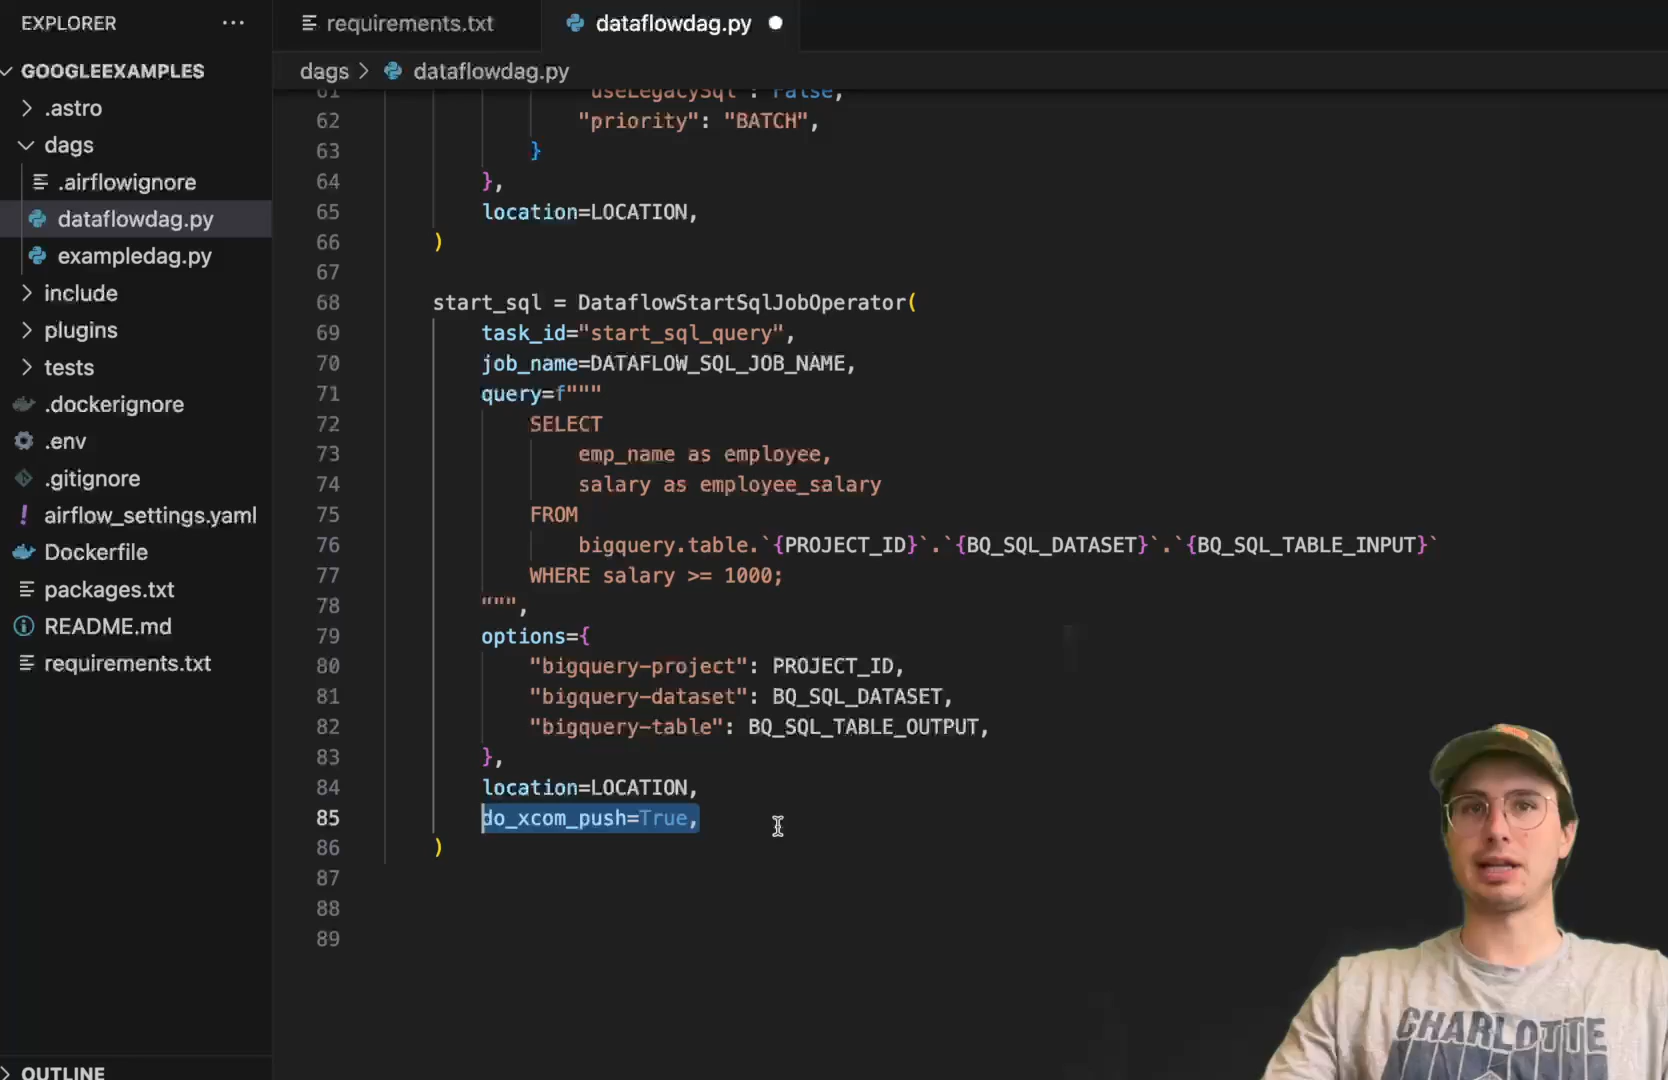 EXPLORER ...
requirements.txt
dataflowdag.py
GOOGLEEXAMPLES
dags > dataflowdag.py
.astro
dags
.airflowignore
dataflowdag.py
exampledag.py
include
plugins
tests
.dockerignore
.env
.gitignore
! airflow_settings.yaml
Dockerfile
packages.txt
README.md
requirements.txt
OUTLINE
61 "useLegacySql": False,
62 "priority": "BATCH",
63 }
64 },
65 location=LOCATION,
66 )
67
68 start_sql = DataflowStartSqlJobOperator(
69 task_id="start_sql_query",
70 job_name=DATAFLOW_SQL_JOB_NAME,
71 query=f"""
72 SELECT
73 emp_name as employee,
74 salary as employee_salary
75 FROM
76 bigquery.table.`{PROJECT_ID}`.`{BQ_SQL_DATASET}`.`{BQ_SQL_TABLE_INPUT}`
77 WHERE salary >= 1000;
78 """,
79 options={
80 "bigquery-project": PROJECT_ID,
81 "bigquery-dataset": BQ_SQL_DATASET,
82 "bigquery-table": BQ_SQL_TABLE_OUTPUT,
83 },
84 location=LOCATION,
85 do_xcom_push=True,
86 )
87
88
89
CHARLOTTE